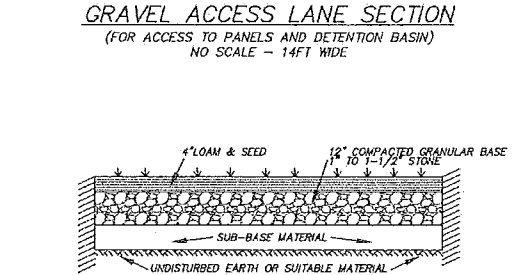 GRAVEL ACCESS LANE SECTION
(FOR ACCESS TO PANELS AND DETENTION BASIN)
NO SCALE - 14FT WIDE
4" LOAM & SEED
12" COMPACTED GRANULAR BASE
1" TO 1-1/2" STONE
SUB-BASE MATERIAL
UNDISTURBED EARTH OR SUITABLE MATERIAL